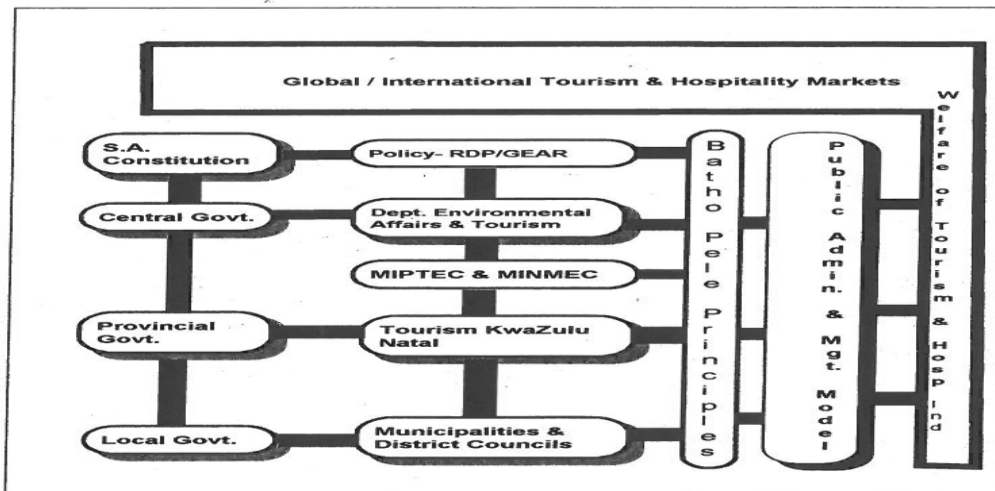 Global / International Tourism & Hospitality Markets
S.A.
Constitution
Policy- RDP/GEAR
Central Govt.
Dept. Environmental
Affairs & Tourism
MIPTEC & MINMEC
Provincial
Govt.
Tourism KwaZulu
Natal
Local Govt.
Municipalities &
District Councils
Batho Pele Principles
Public Admin. & Mgt. Model
Welfare of Tourism & Hosp Ind